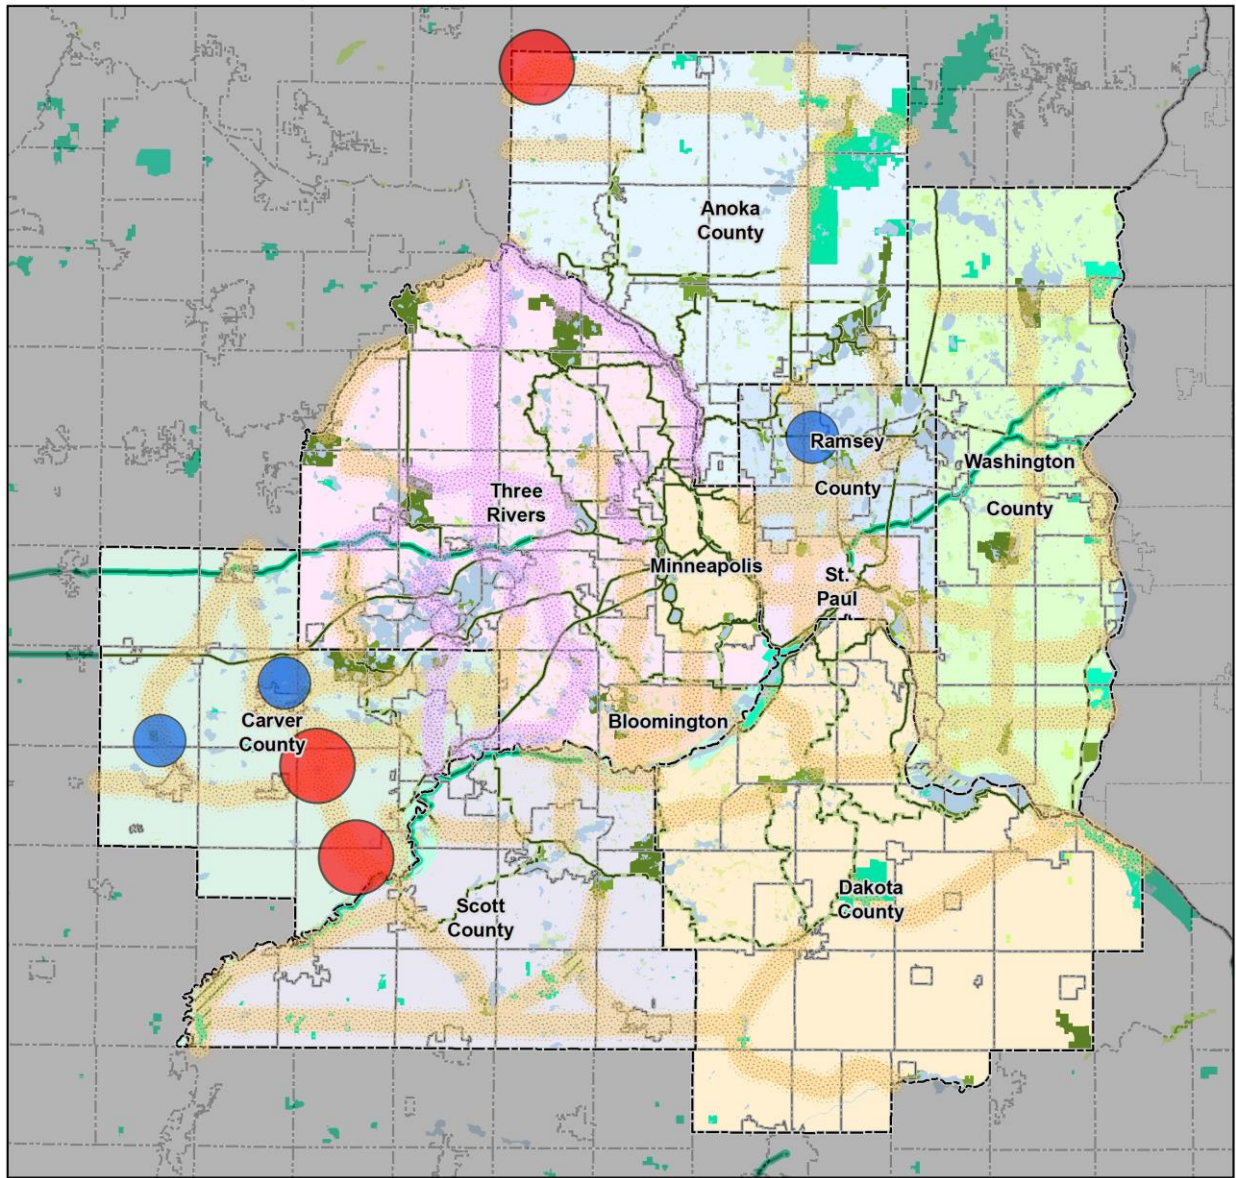 Anoka
County
Ramsey
County
Washington
County
Three
Rivers
Minneapolis
St.
Paul
Carver
County
Bloomington
Scott
County
Dakota
County